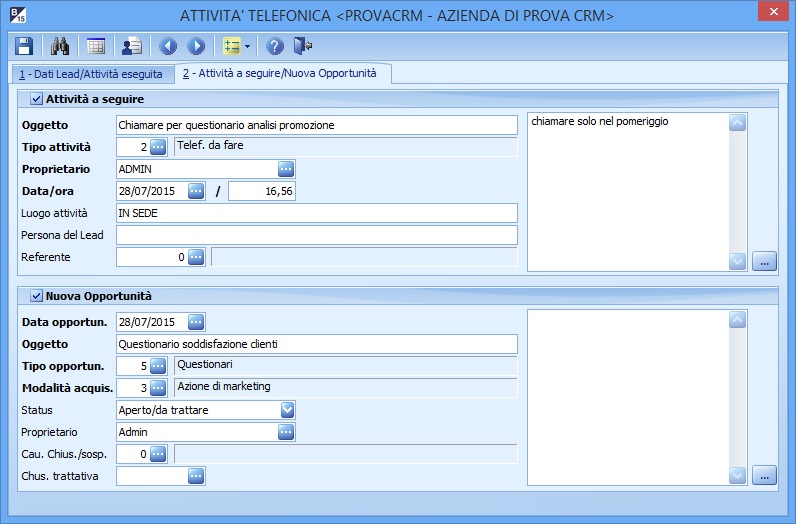 B 15
ATTIVITA' TELEFONICA <PROVACRM - AZIENDA DI PROVA CRM>
1 - Dati Lead/Attività eseguita
2 - Attività a seguire/Nuova Opportunità
Attività a seguire
Oggetto Chiamare per questionario analisi promozione
chiamare solo nel pomeriggio
Tipo attività 2 ... Telef. da fare
Proprietario ADMIN ...
Data/ora 28/07/2015 ... / 16,56
Luogo attività IN SEDE
Persona del Lead
Referente 0 ...
...
Nuova Opportunità
Data opportun. 28/07/2015 ...
Oggetto Questionario soddisfazione clienti
Tipo opportun. 5 ... Questionari
Modalità acquis. 3 ... Azione di marketing
Status Aperto/da trattare
Proprietario Admin ...
Cau. Chius./sosp. 0 ...
Chus. trattativa ...
...